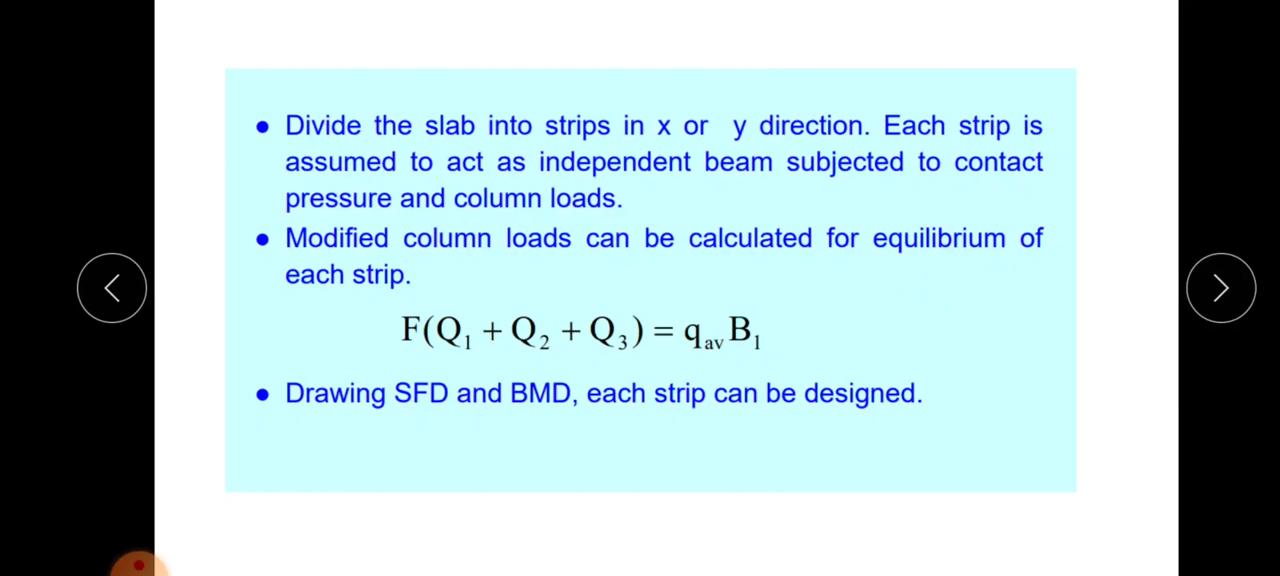 ● Divide the slab into strips in x or y direction. Each strip is
assumed to act as independent beam subjected to contact
pressure and column loads.
● Modified column loads can be calculated for equilibrium of
each strip.
F(Q₁ + Q₂ + Q₃) = qₐᵥB₁
● Drawing SFD and BMD, each strip can be designed.